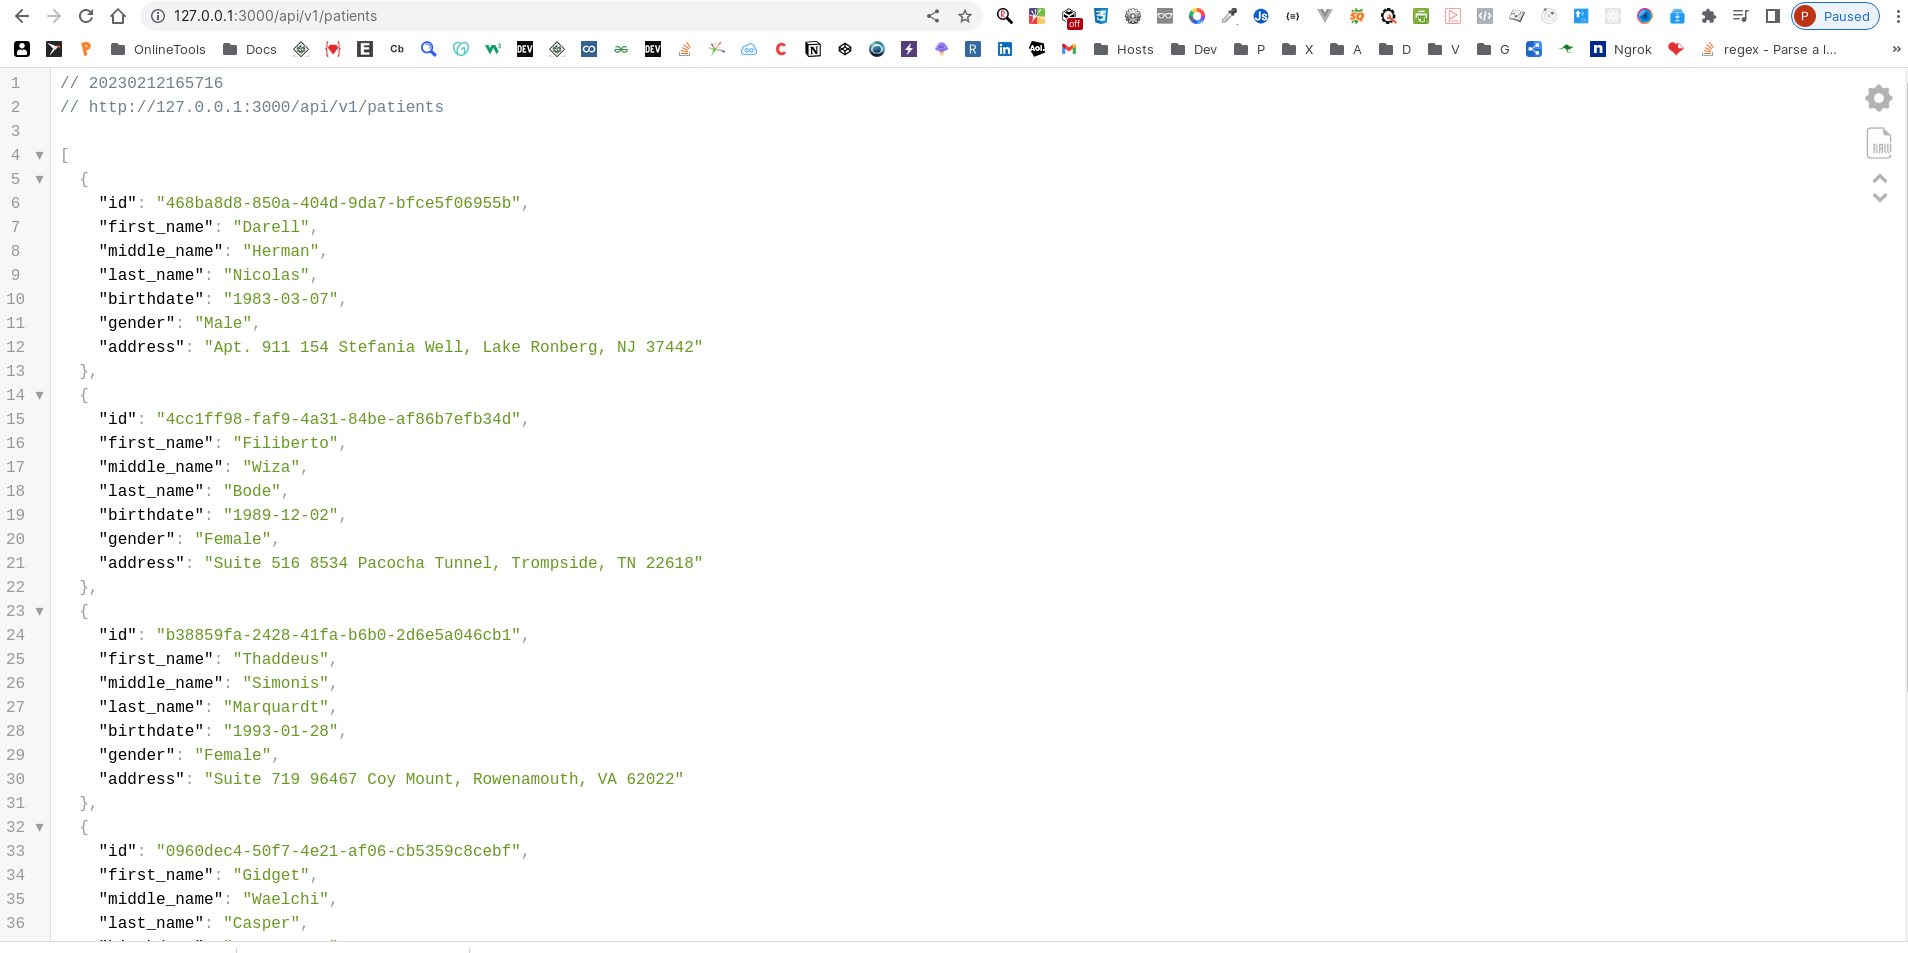 127.0.0.1:3000/api/v1/patients
off
Js
{=}
RAW
P Paused
P
OnlineTools
Docs
E
Cb
DEV
DEV
C
R
in
AOL
Hosts
Dev
P
X
A
D
V
G
n
Ngrok
regex - Parse a l...
»
1 // 20230212165716
2 // http://127.0.0.1:3000/api/v1/patients
3
4 ▼ [
5 ▼ {
6 "id": "468ba8d8-850a-404d-9da7-bfce5f06955b",
7 "first_name": "Darell",
8 "middle_name": "Herman",
9 "last_name": "Nicolas",
10 "birthdate": "1983-03-07",
11 "gender": "Male",
12 "address": "Apt. 911 154 Stefania Well, Lake Ronberg, NJ 37442"
13 },
14 ▼ {
15 "id": "4cc1ff98-faf9-4a31-84be-af86b7efb34d",
16 "first_name": "Filiberto",
17 "middle_name": "Wiza",
18 "last_name": "Bode",
19 "birthdate": "1989-12-02",
20 "gender": "Female",
21 "address": "Suite 516 8534 Pacocha Tunnel, Trompside, TN 22618"
22 },
23 ▼ {
24 "id": "b38859fa-2428-41fa-b6b0-2d6e5a046cb1",
25 "first_name": "Thaddeus",
26 "middle_name": "Simonis",
27 "last_name": "Marquardt",
28 "birthdate": "1993-01-28",
29 "gender": "Female",
30 "address": "Suite 719 96467 Coy Mount, Rowenamouth, VA 62022"
31 },
32 ▼ {
33 "id": "0960dec4-50f7-4e21-af06-cb5359c8cebf",
34 "first_name": "Gidget",
35 "middle_name": "Waelchi",
36 "last_name": "Casper",